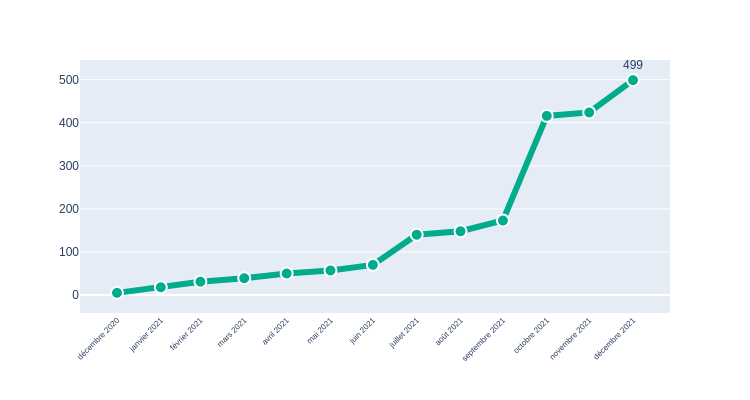 499
500
400
300
200
100
0
décembre 2020
janvier 2021
février 2021
mars 2021
avril 2021
mai 2021
juin 2021
juillet 2021
août 2021
septembre 2021
octobre 2021
novembre 2021
décembre 2021